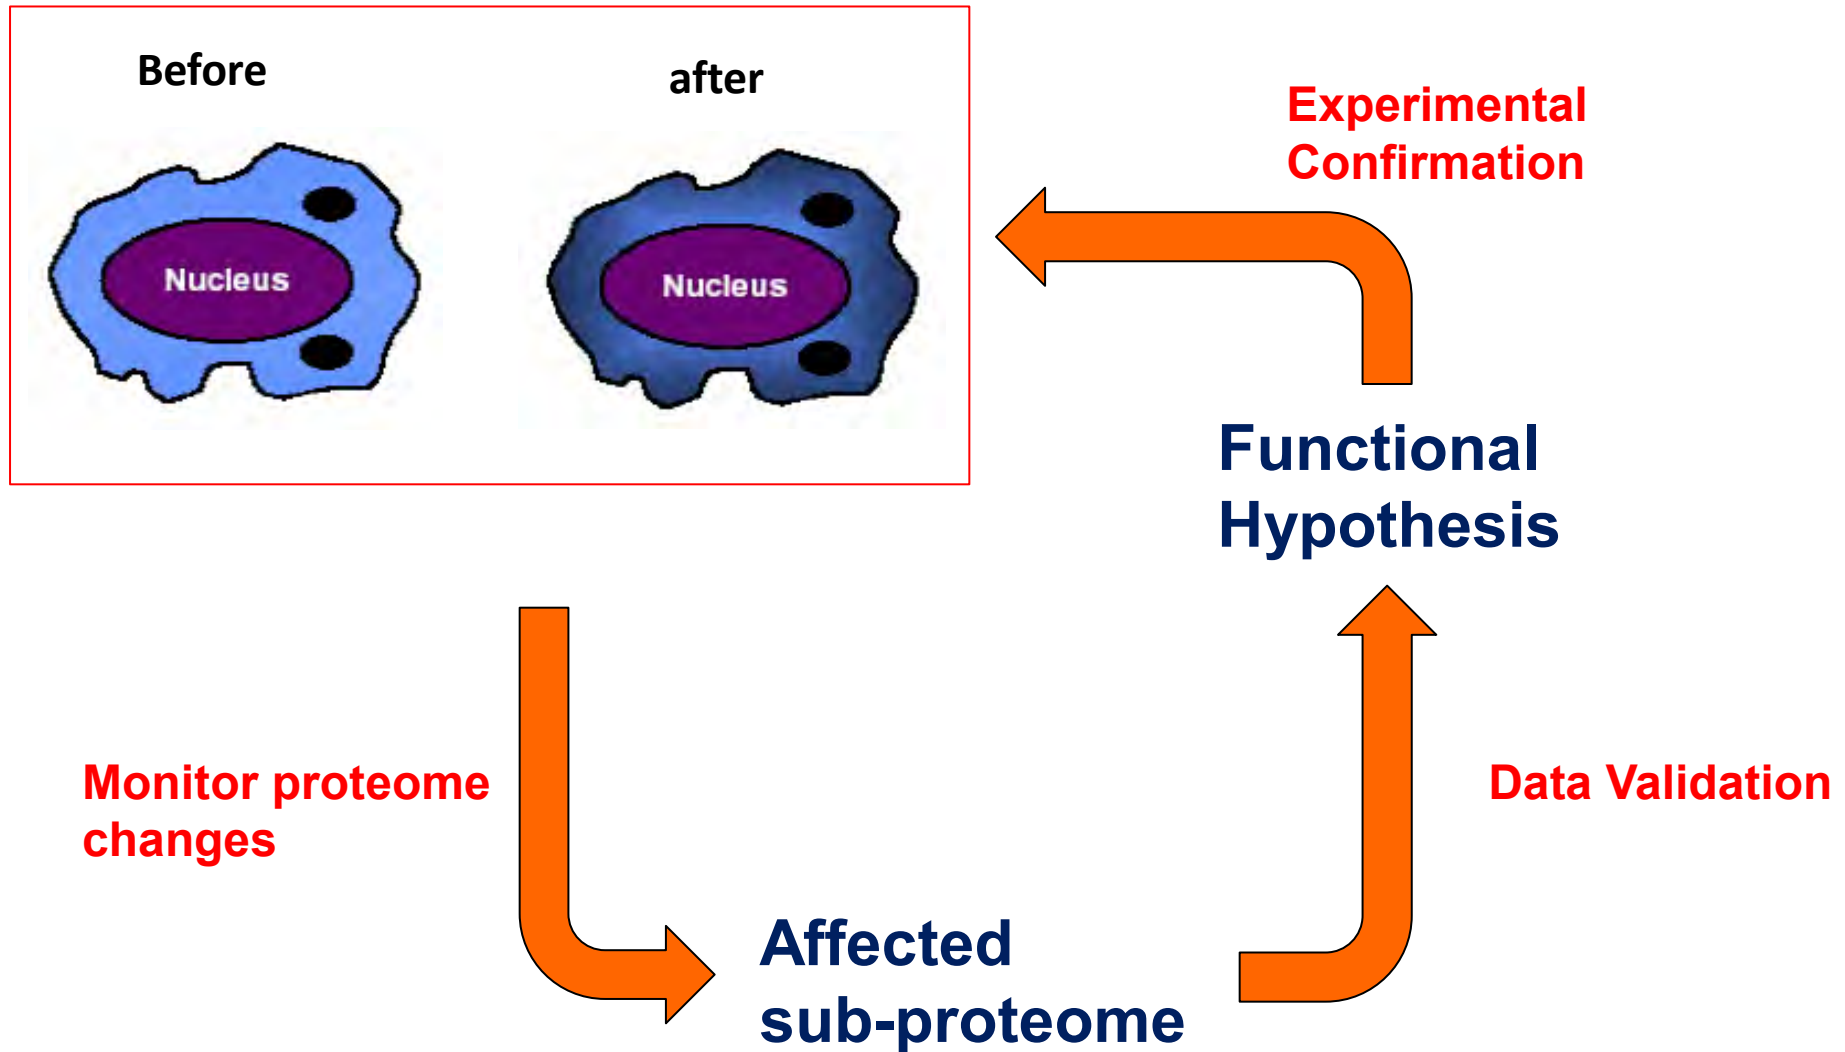 Before
after
Nucleus
Nucleus
Experimental
Confirmation
Functional
Hypothesis
Monitor proteome
changes
Data Validation
Affected
sub-proteome